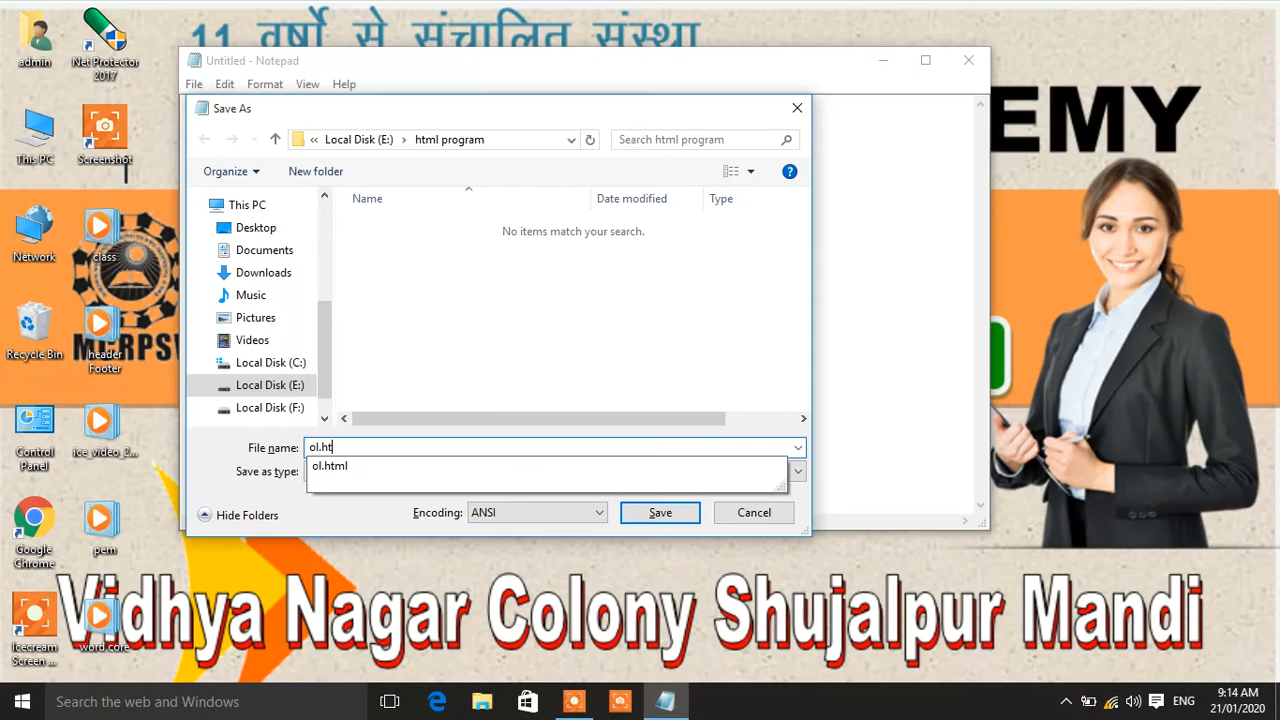 11 वर्षो से संचालित संस्था
EMY
MCRPSV
Vidhya Nagar Colony Shujalpur Mandi
admin
Net Protector
2017
This PC
Screenshot
Network
class
Recycle Bin
header
Footer
Control
Panel
ice_video_2...
Google
Chrome
pem
Icecream
Screen ...
word core
Untitled - Notepad
File Edit Format View Help
Save As
« Local Disk (E:) › html program
Search html program
Organize
New folder
This PC
Desktop
Documents
Downloads
Music
Pictures
Videos
Local Disk (C:)
Local Disk (E:)
Local Disk (F:)
Name Date modified Type
No items match your search.
File name: ol.ht
ol.html
Save as type:
Hide Folders
Encoding: ANSI
Save
Cancel
Search the web and Windows
ENG
9:14 AM
21/01/2020